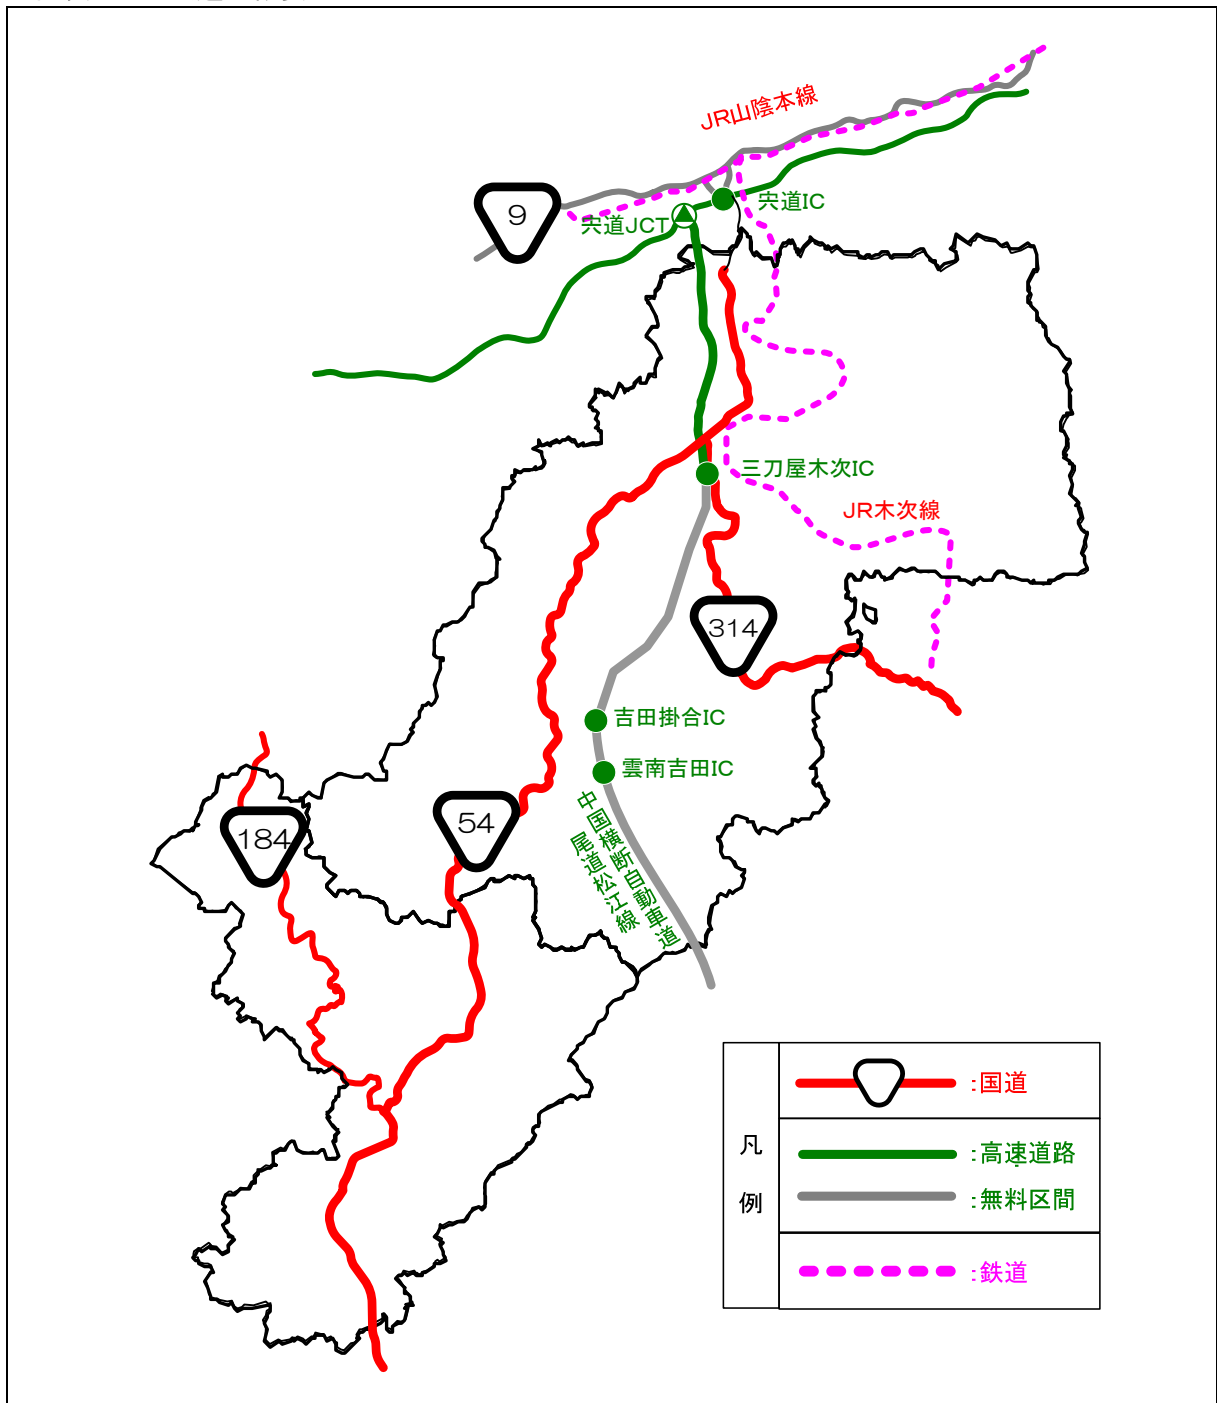 JR山陰本線
9
宍道IC
宍道JCT
三刀屋木次IC
JR木次線
314
吉田掛合IC
雲南吉田IC
中国横断自動車道
尾道松江線
54
184
凡例
:国道
:高速道路
:無料区間
:鉄道